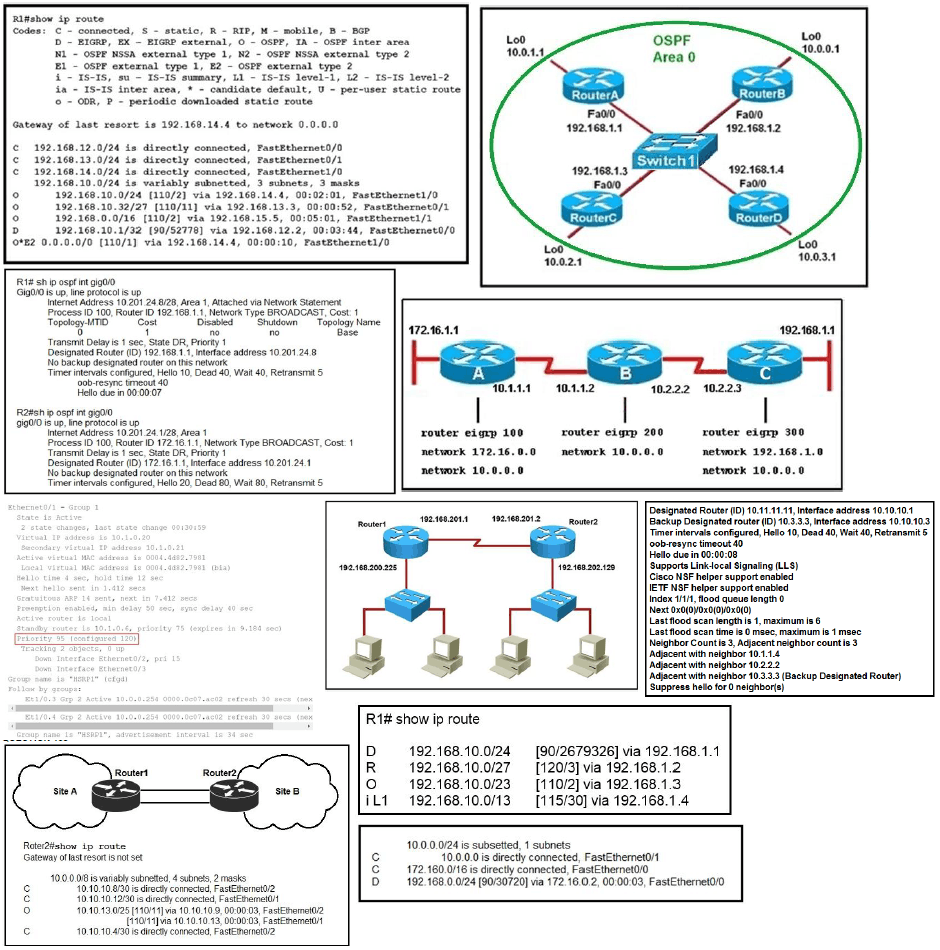 R1#show ip route
Codes: C - connected, S - static, R - RIP, M - mobile, B - BGP
D - EIGRP, EX - EIGRP external, O - OSPF, IA - OSPF inter area
N1 - OSPF NSSA external type 1, N2 - OSPF NSSA external type 2
E1 - OSPF external type 1, E2 - OSPF external type 2
i - IS-IS, su - IS-IS summary, L1 - IS-IS level-1, L2 - IS-IS level-2
ia - IS-IS inter area, * - candidate default, U - per-user static route
o - ODR, P - periodic downloaded static route
Gateway of last resort is 192.168.14.4 to network 0.0.0.0
C 192.168.12.0/24 is directly connected, FastEthernet0/0
C 192.168.13.0/24 is directly connected, FastEthernet0/1
C 192.168.14.0/24 is directly connected, FastEthernet1/0
192.168.10.0/24 is variably subnetted, 3 subnets, 3 masks
O 192.168.10.0/24 [110/2] via 192.168.14.4, 00:02:01, FastEthernet1/0
O 192.168.10.32/27 [110/11] via 192.168.13.3, 00:00:52, FastEthernet0/1
O 192.168.0.0/16 [110/2] via 192.168.15.5, 00:05:01, FastEthernet1/1
D 192.168.10.1/32 [90/52778] via 192.168.12.2, 00:03:44, FastEthernet0/0
O*E2 0.0.0.0/0 [110/1] via 192.168.14.4, 00:00:10, FastEthernet1/0
OSPF
Area 0
Lo0
10.0.1.1
Lo0
10.0.0.1
RouterA
RouterB
Fa0/0
192.168.1.1
Fa0/0
192.168.1.2
Switch1
192.168.1.3
Fa0/0
192.168.1.4
Fa0/0
RouterC
RouterD
Lo0
10.0.2.1
Lo0
10.0.3.1
R1# sh ip ospf int gig0/0
Gig0/0 is up, line protocol is up
Internet Address 10.201.24.8/28, Area 1, Attached via Network Statement
Process ID 100, Router ID 192.168.1.1, Network Type BROADCAST, Cost: 1
Topology-MTID Cost Disabled Shutdown Topology Name
0 1 no no Base
Transmit Delay is 1 sec, State DR, Priority 1
Designated Router (ID) 192.168.1.1, Interface address 10.201.24.8
No backup designated router on this network
Timer intervals configured, Hello 10, Dead 40, Wait 40, Retransmit 5
oob-resync timeout 40
Hello due in 00:00:07
R2#sh ip ospf int gig0/0
gig0/0 is up, line protocol is up
Internet Address 10.201.24.1/28, Area 1
Process ID 100, Router ID 172.16.1.1, Network Type BROADCAST, Cost: 1
Transmit Delay is 1 sec, State DR, Priority 1
Designated Router (ID) 172.16.1.1, Interface address 10.201.24.1
No backup designated router on this network
Timer intervals configured, Hello 20, Dead 80, Wait 80, Retransmit 5
172.16.1.1
192.168.1.1
A
B
C
10.1.1.1
10.1.1.2
10.2.2.2
10.2.2.3
router eigrp 100
network 172.16.0.0
network 10.0.0.0
router eigrp 200
network 10.0.0.0
router eigrp 300
network 192.168.1.0
network 10.0.0.0
Ethernet0/1 - Group 1
State is Active
2 state changes, last state change 00:30:59
Virtual IP address is 10.1.0.20
Secondary virtual IP address 10.1.0.21
Active virtual MAC address is 0004.4d82.7981
Local virtual MAC address is 0004.4d82.7981 (bia)
Hello time 4 sec, hold time 12 sec
Next hello sent in 1.412 secs
Gratuitous ARP 14 sent, next in 7.412 secs
Preemption enabled, min delay 50 sec, sync delay 40 sec
Active router is local
Standby router is 10.1.0.6, priority 75 (expires in 9.184 sec)
Priority 95 (configured 120)
Tracking 2 objects, 0 up
Down Interface Ethernet0/2, pri 15
Down Interface Ethernet0/3
Group name is "HSRP1" (cfgd)
Follow by groups:
Et1/0.3 Grp 2 Active 10.0.0.254 0000.0c07.ac02 refresh 30 secs (nex
Et1/0.4 Grp 2 Active 10.0.0.254 0000.0c07.ac02 refresh 30 secs (nex
Group name is "HSRP1", advertisement interval is 34 sec
Router1
192.168.201.1
192.168.201.2
Router2
192.168.200.225
192.168.202.129
Designated Router (ID) 10.11.11.11, Interface address 10.10.10.1
Backup Designated router (ID) 10.3.3.3, Interface address 10.10.10.3
Timer intervals configured, Hello 10, Dead 40, Wait 40, Retransmit 5
oob-resync timeout 40
Hello due in 00:00:08
Supports Link-local Signaling (LLS)
Cisco NSF helper support enabled
IETF NSF helper support enabled
Index 1/1/1, flood queue length 0
Next 0x0(0)/0x0(0)/0x0(0)
Last flood scan length is 1, maximum is 6
Last flood scan time is 0 msec, maximum is 1 msec
Neighbor Count is 3, Adjacent neighbor count is 3
Adjacent with neighbor 10.1.1.4
Adjacent with neighbor 10.2.2.2
Adjacent with neighbor 10.3.3.3 (Backup Designated Router)
Suppress hello for 0 neighbor(s)
R1# show ip route
D 192.168.10.0/24 [90/2679326] via 192.168.1.1
R 192.168.10.0/27 [120/3] via 192.168.1.2
O 192.168.10.0/23 [110/2] via 192.168.1.3
i L1 192.168.10.0/13 [115/30] via 192.168.1.4
Site A
Router1
Router2
Site B
Roter2#show ip route
Gateway of last resort is not set
10.0.0.0/8 is variably subnetted, 4 subnets, 2 masks
C 10.10.10.8/30 is directly connected, FastEthernet0/2
C 10.10.10.12/30 is directly connected, FastEthernet0/1
O 10.10.13.0/25 [110/11] via 10.10.10.9, 00:00:03, FastEthernet0/2
[110/11] via 10.10.10.13, 00:00:03, FastEthernet0/1
C 10.10.10.4/30 is directly connected, FastEthernet0/2
10.0.0.0/24 is subsetted, 1 subnets
C 10.0.0.0 is directly connected, FastEthernet0/1
C 172.160.0/16 is directly connected, FastEthernet0/0
D 192.168.0.0/24 [90/30720] via 172.16.0.2, 00:00:03, FastEthernet0/0